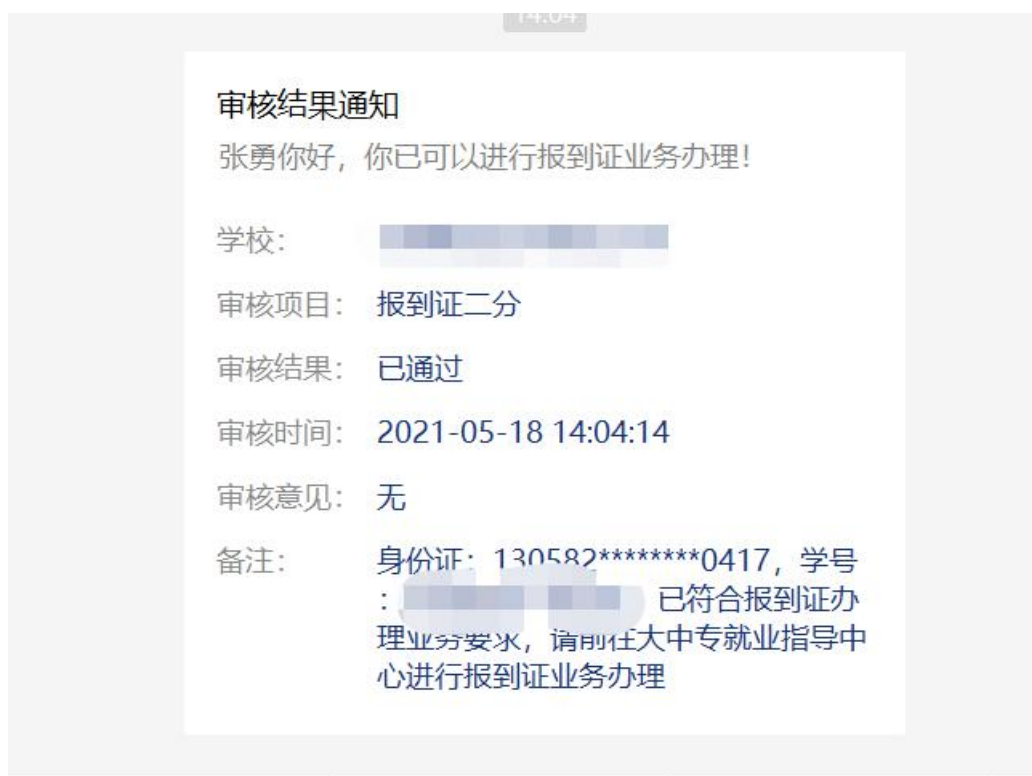 14:04
审核结果通知
张勇你好，你已可以进行报到证业务办理！
学校：
审核项目： 报到证二分
审核结果： 已通过
审核时间： 2021-05-18 14:04:14
审核意见： 无
备注： 身份证：130582********0417，学号
： 已符合报到证办
理业务要求，请前往大中专就业指导中
心进行报到证业务办理